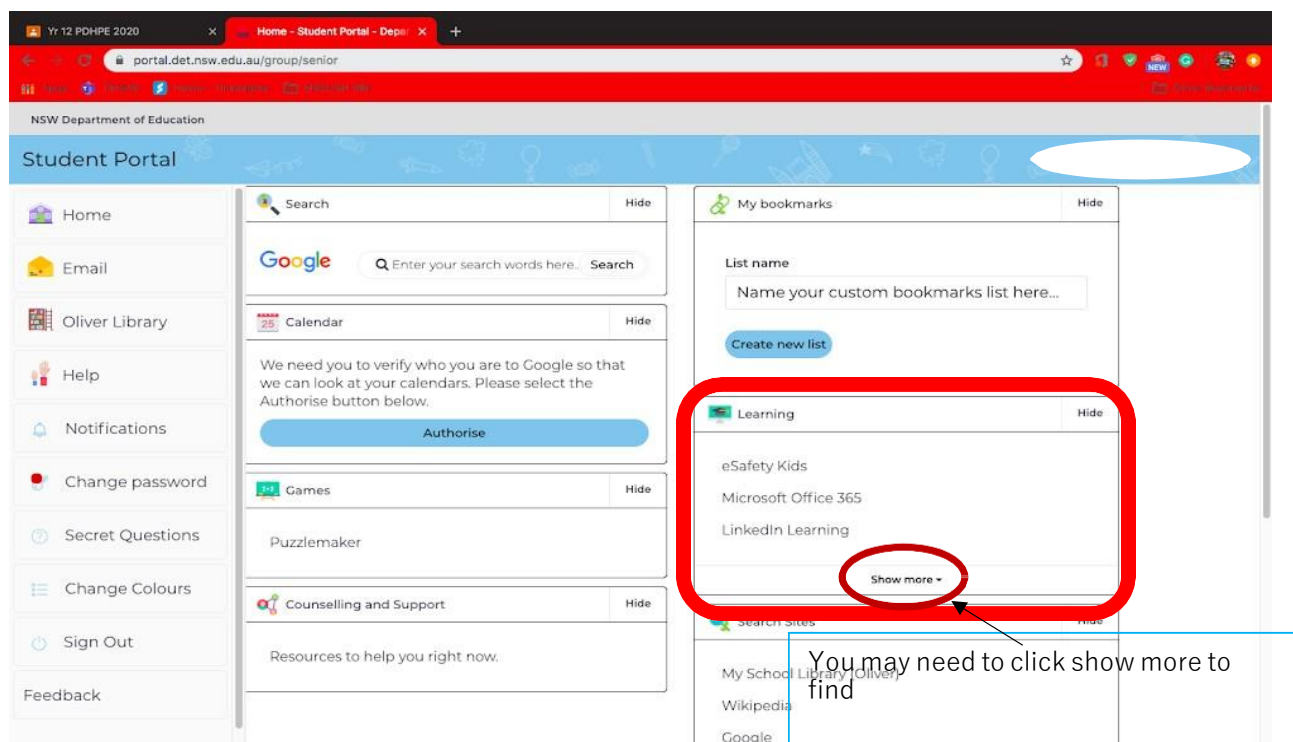 Yr 12 PDHPE 2020
Home - Student Portal - Depar
portal.det.nsw.edu.au/group/senior
NEW
NSW Department of Education
Student Portal
Home
Email
Oliver Library
Help
Notifications
Change password
Secret Questions
Change Colours
Sign Out
Feedback
Search
Hide
Google
Enter your search words here..
Search
25
Calendar
Hide
We need you to verify who you are to Google so that
we can look at your calendars. Please select the
Authorise button below.
Authorise
Games
Hide
Puzzlemaker
Counselling and Support
Hide
Resources to help you right now.
My bookmarks
Hide
List name
Name your custom bookmarks list here...
Create new list
Learning
Hide
eSafety Kids
Microsoft Office 365
LinkedIn Learning
Show more
Search Sites
Hide
My School Library (Oliver)
Wikipedia
Google
You may need to click show more to
find